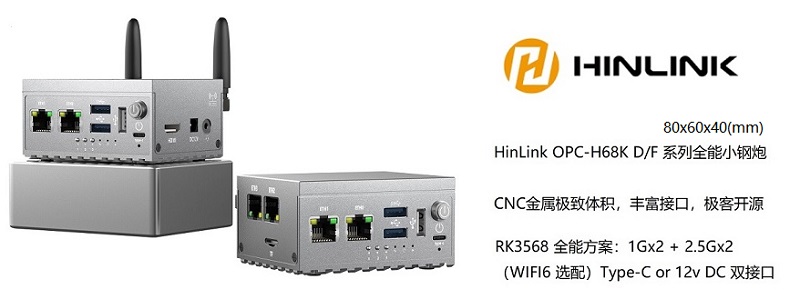 HINLINK
80x60x40(mm)
HinLink OPC-H68K D/F 系列全能小钢炮
CNC金属极致体积，丰富接口，极客开源
RK3568 全能方案：1Gx2 + 2.5Gx2
（WIFI6 选配）Type-C or 12v DC 双接口